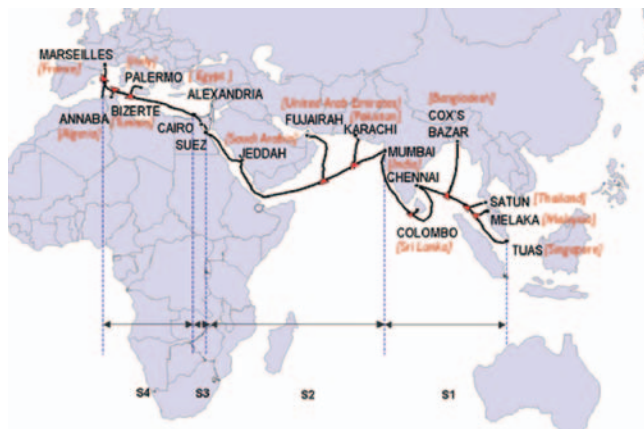 MARSEILLES
[France]
[Italy]
PALERMO
[Egypt]
ALEXANDRIA
ANNABA
[Algeria]
BIZERTE
[Tunisia]
CAIRO
SUEZ
[Saudi Arabia]
JEDDAH
[United Arab Emirates]
FUJAIRAH
[Pakistan]
KARACHI
MUMBAI
[India]
CHENNAI
[Bangladesh]
COX'S
BAZAR
COLOMBO
[Sri Lanka]
SATUN [Thailand]
MELAKA [Malaysia]
TUAS [Singapore]
S4 S3 S2 S1